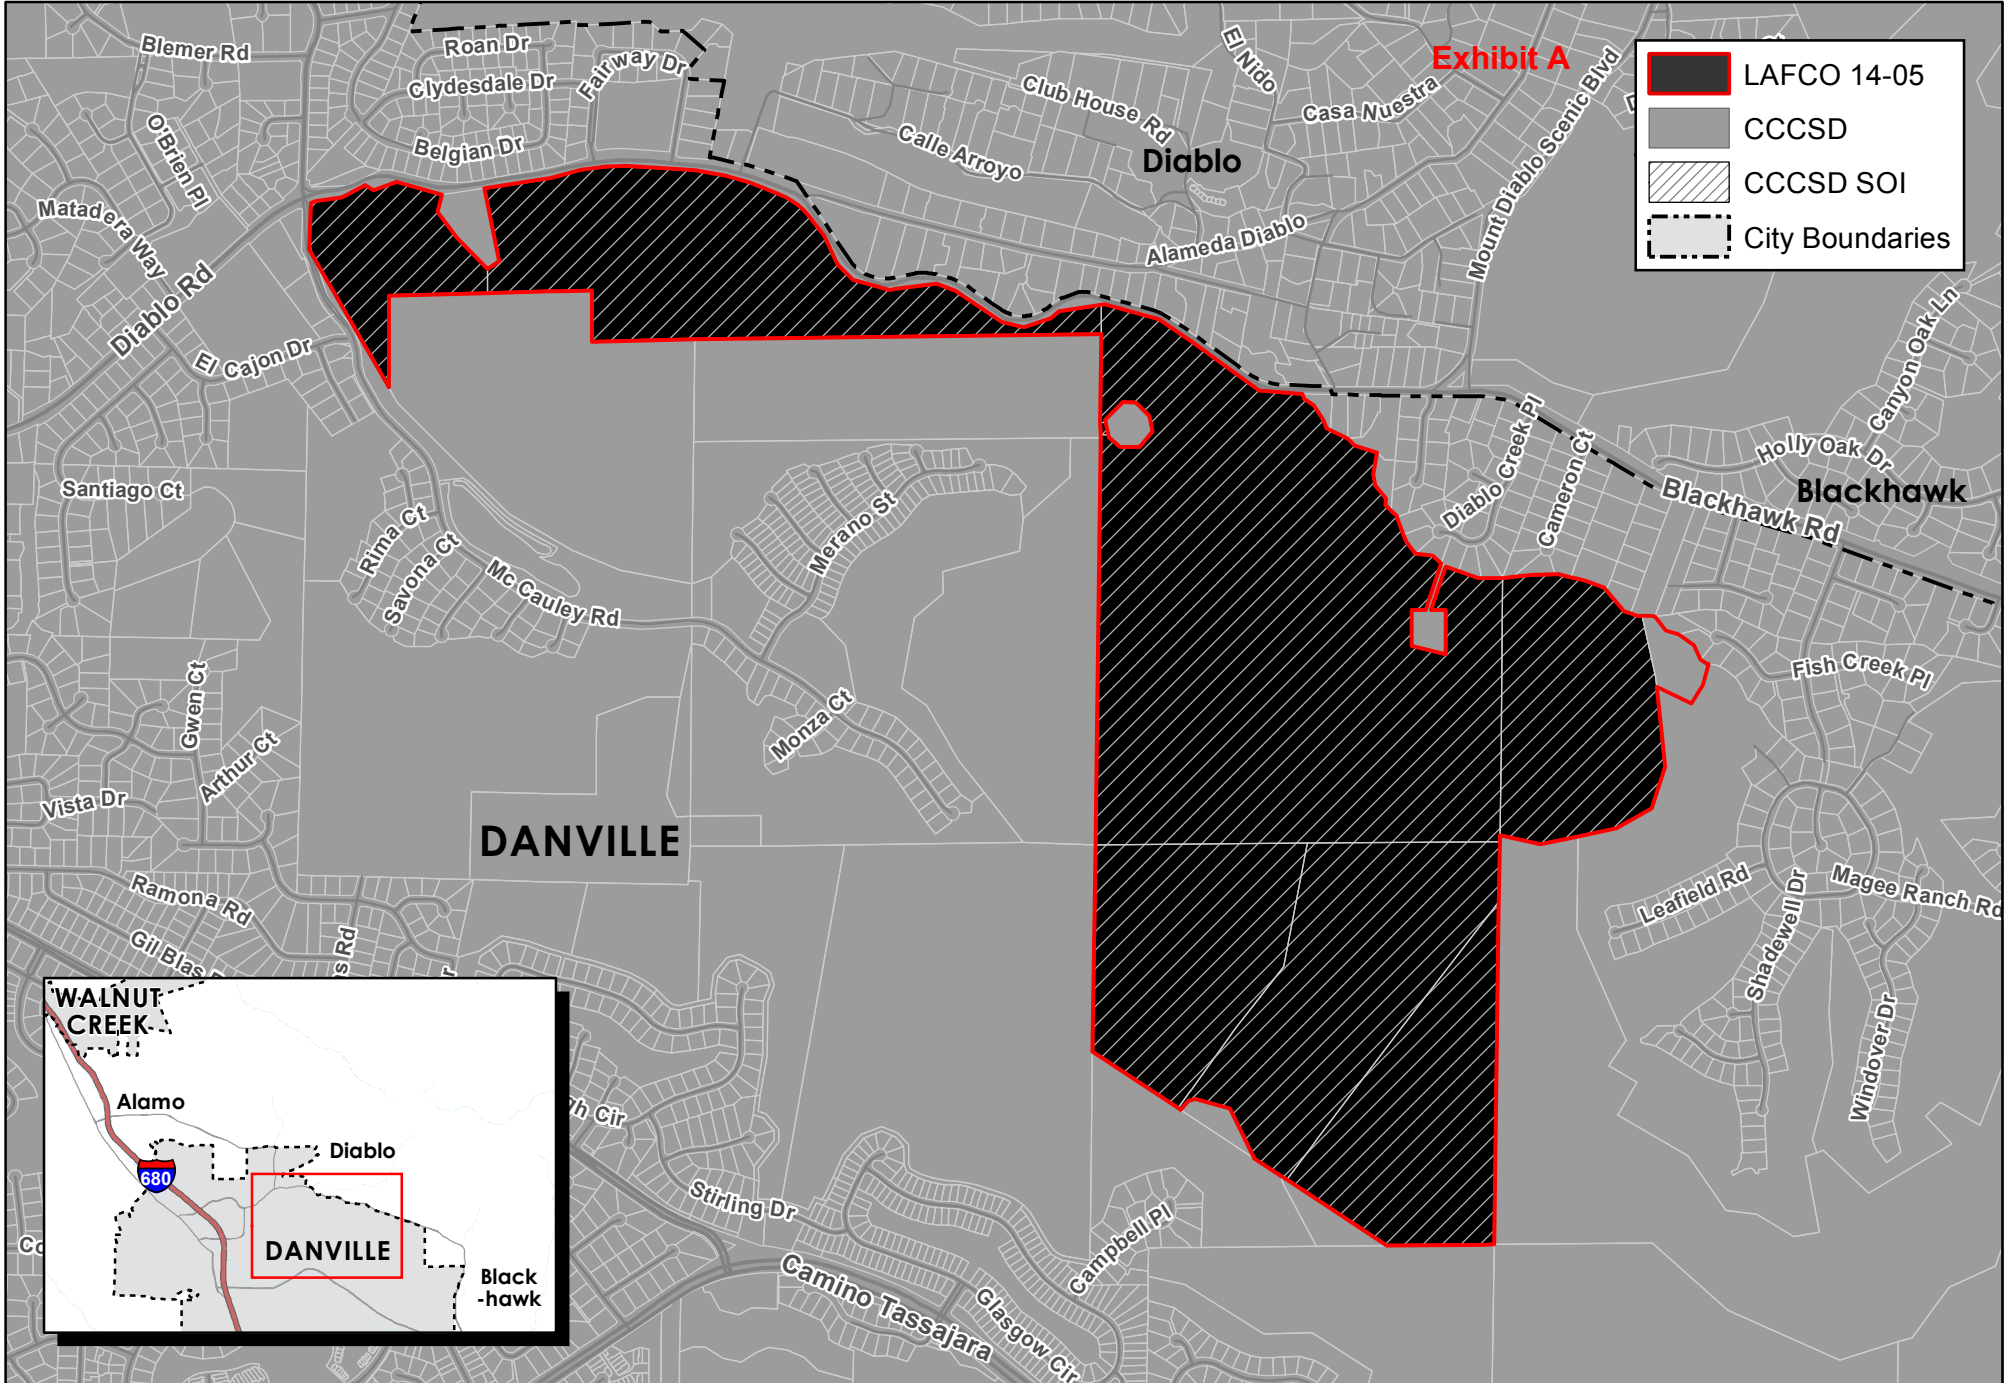 Exhibit A
LAFCO 14-05
CCCSD
CCCSD SOI
City Boundaries
Blemer Rd
Roan Dr
Clydesdale Dr
Fairway Dr
Belgian Dr
O'Brien Pl
Matadera Way
Diablo Rd
El Cajon Dr
Santiago Ct
El Nido
Club House Rd
Casa Nuestra
Calle Arroyo
Diablo
Alameda Diablo
Mount Diablo Scenic Blvd
Canyon Oak Ln
Holly Oak Dr
Blackhawk
Blackhawk Rd
Diablo Creek Pl
Cameron Ct
Fish Creek Pl
Rima Ct
Savona Ct
Mc Cauley Rd
Merano St
Monza Ct
Gwen Ct
Arthur Ct
Vista Dr
DANVILLE
Ramona Rd
Gil Blas
s Rd
Leafield Rd
Magee Ranch Rd
Shadewell Dr
Windover Dr
Stirling Dr
Camino Tassajara
Glasgow Cir
Campbell Pl
Cir
Co
WALNUT
CREEK
Alamo
Diablo
680
DANVILLE
Black
-hawk